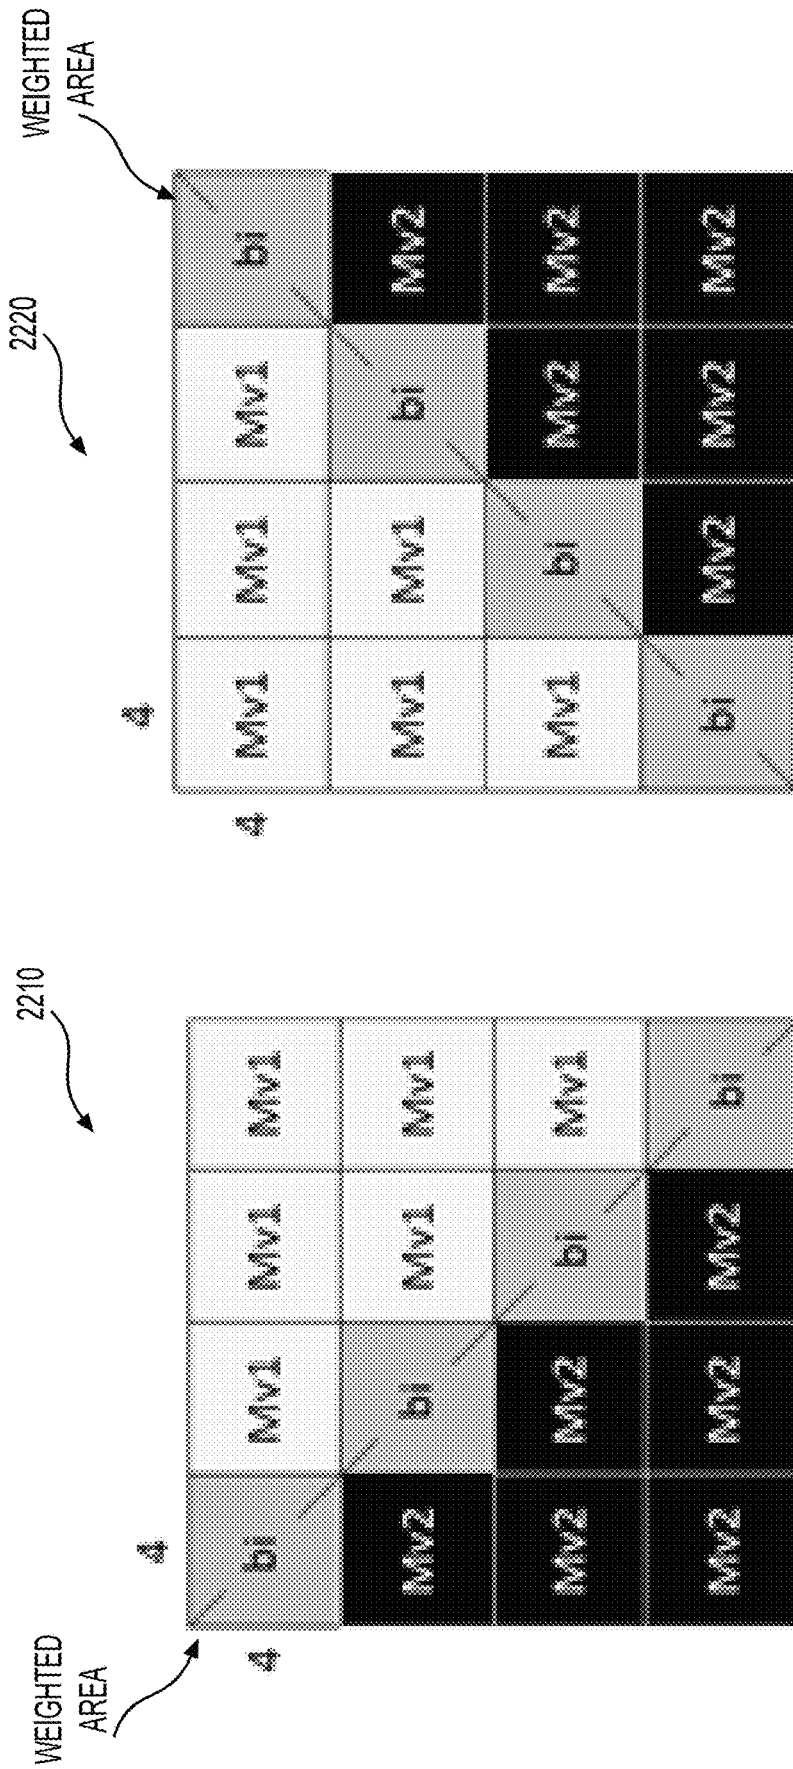 2210
WEIGHTED
AREA
4
4
bi Mv1 Mv1 Mv1
Mv2 bi Mv1 Mv1
Mv2 Mv2 bi Mv1
Mv2 Mv2 Mv2 bi
2220
WEIGHTED
AREA
4
4
Mv1 Mv1 Mv1 bi
Mv1 Mv1 bi Mv2
Mv1 bi Mv2 Mv2
bi Mv2 Mv2 Mv2